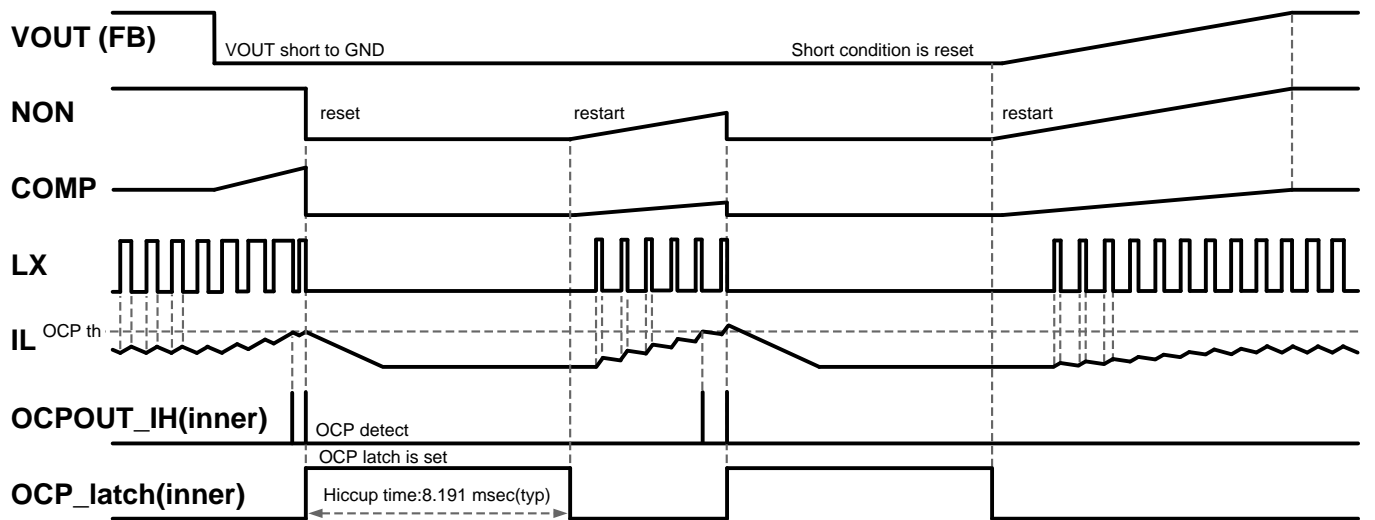 VOUT (FB)
VOUT short to GND
Short condition is reset
NON
reset
restart
restart
COMP
LX
OCP th
IL
OCPOUT_IH(inner)
OCP detect
OCP latch is set
OCP_latch(inner)
Hiccup time:8.191 msec(typ)